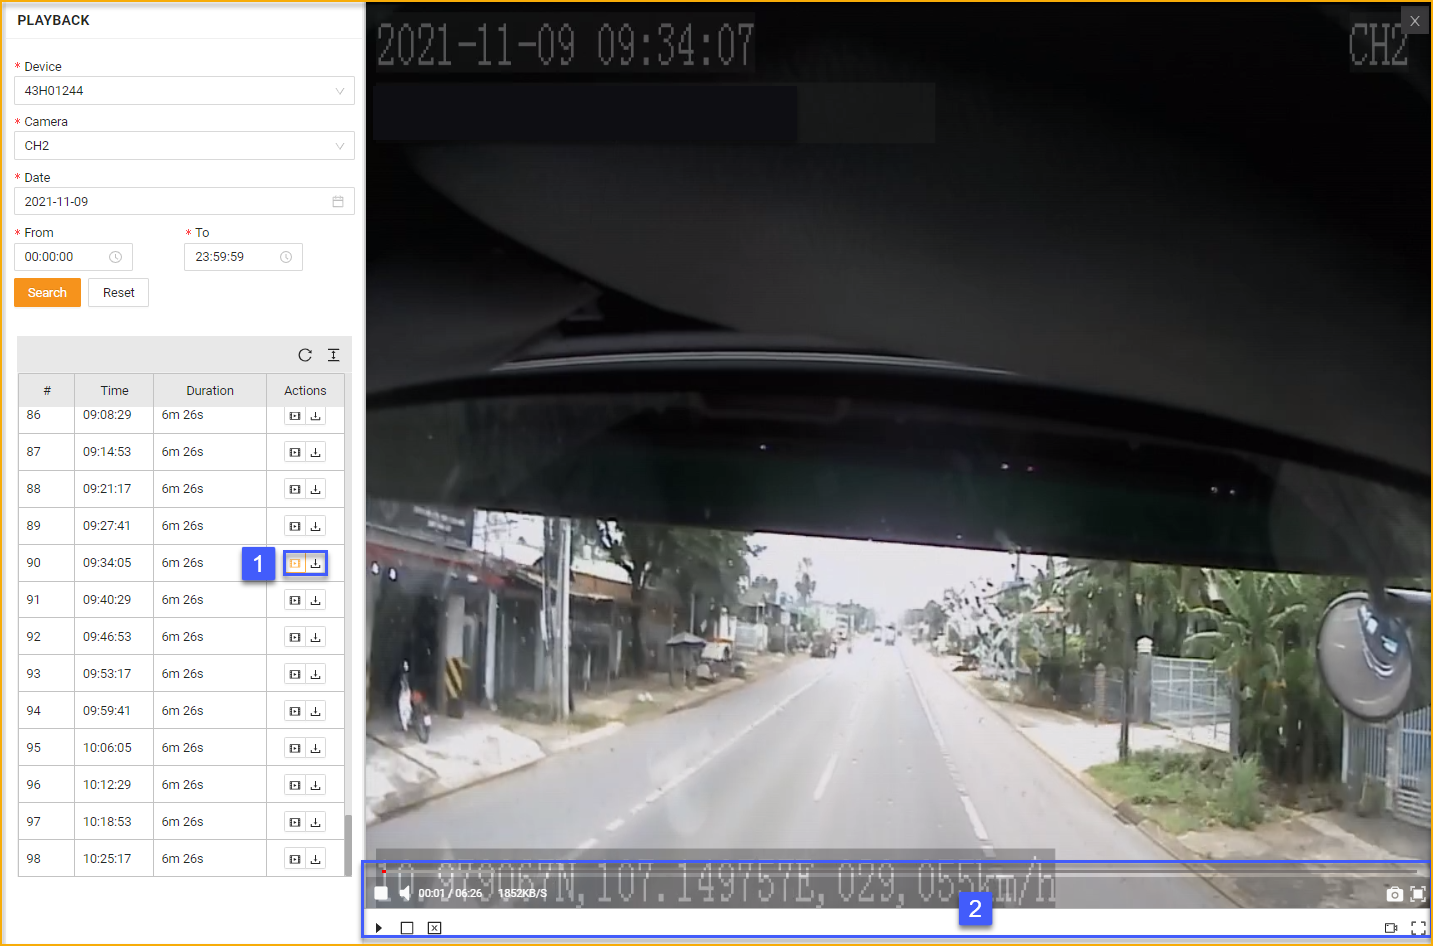 PLAYBACK
* Device
43H01244
* Camera
CH2
* Date
2021-11-09
* From
* To
00:00:00
23:59:59
Search
Reset
# Time Duration Actions
86 09:08:29 6m 26s
87 09:14:53 6m 26s
88 09:21:17 6m 26s
89 09:27:41 6m 26s
90 09:34:05 6m 26s
1
91 09:40:29 6m 26s
92 09:46:53 6m 26s
93 09:53:17 6m 26s
94 09:59:41 6m 26s
95 10:06:05 6m 26s
96 10:12:29 6m 26s
97 10:18:53 6m 26s
98 10:25:17 6m 26s
2021-11-09 09:34:07
CH2
107.149757E,029,055km/h
00:01 / 06:26 1852KB/S
2